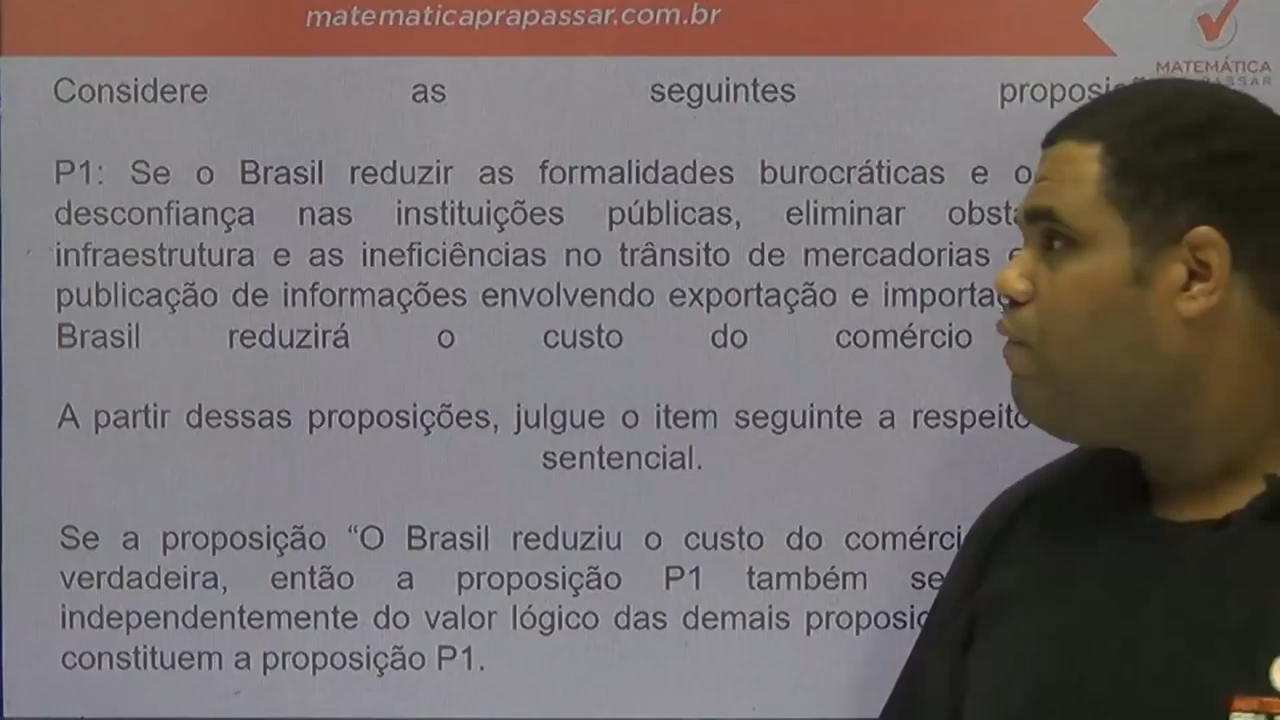 matematicaprapassar.com.br
MATEMÁTICA
Considere as seguintes
P1: Se o Brasil reduzir as formalidades burocráticas e
desconfiança nas instituições públicas, eliminar
infraestrutura e as ineficiências no trânsito de mercadorias
publicação de informações envolvendo exportação e
Brasil reduzirá o custo do comércio
A partir dessas proposições, julgue o item seguinte a respeito
sentencial.
Se a proposição “O Brasil reduziu o custo do
verdadeira, então a proposição P1 também
independentemente do valor lógico das demais
constituem a proposição P1.